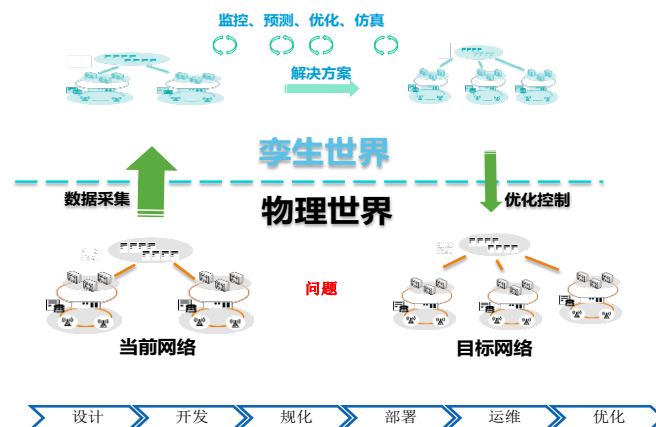 监控、预测、优化、仿真
解决方案
孪生世界
数据采集
物理世界
优化控制
问题
当前网络
目标网络
设计
开发
规化
部署
运维
优化